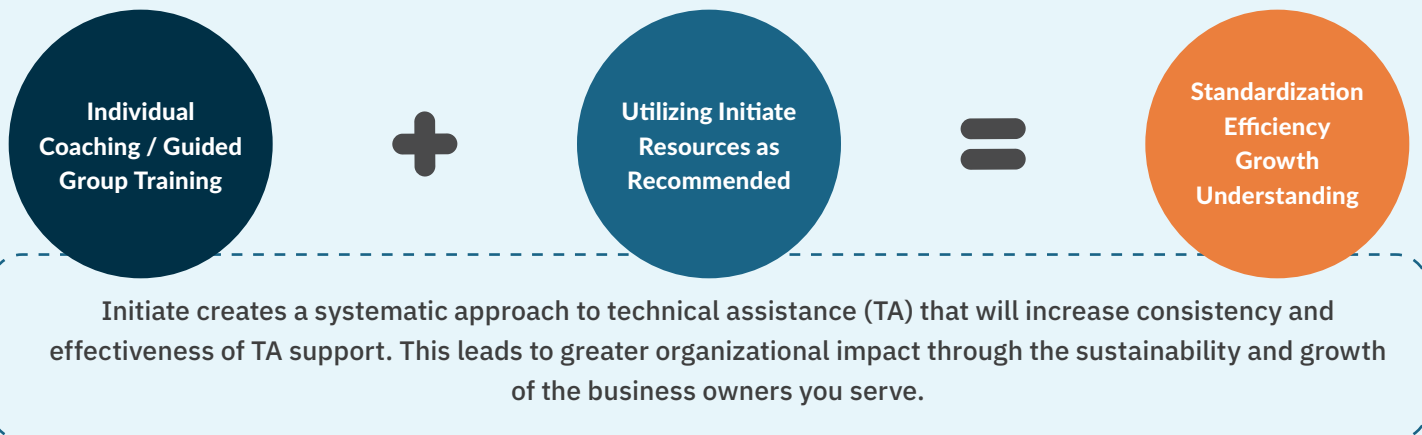 Individual
Coaching / Guided
Group Training
Utilizing Initiate
Resources as
Recommended
Standardization
Efficiency
Growth
Understanding
Initiate creates a systematic approach to technical assistance (TA) that will increase consistency and
effectiveness of TA support. This leads to greater organizational impact through the sustainability and growth
of the business owners you serve.